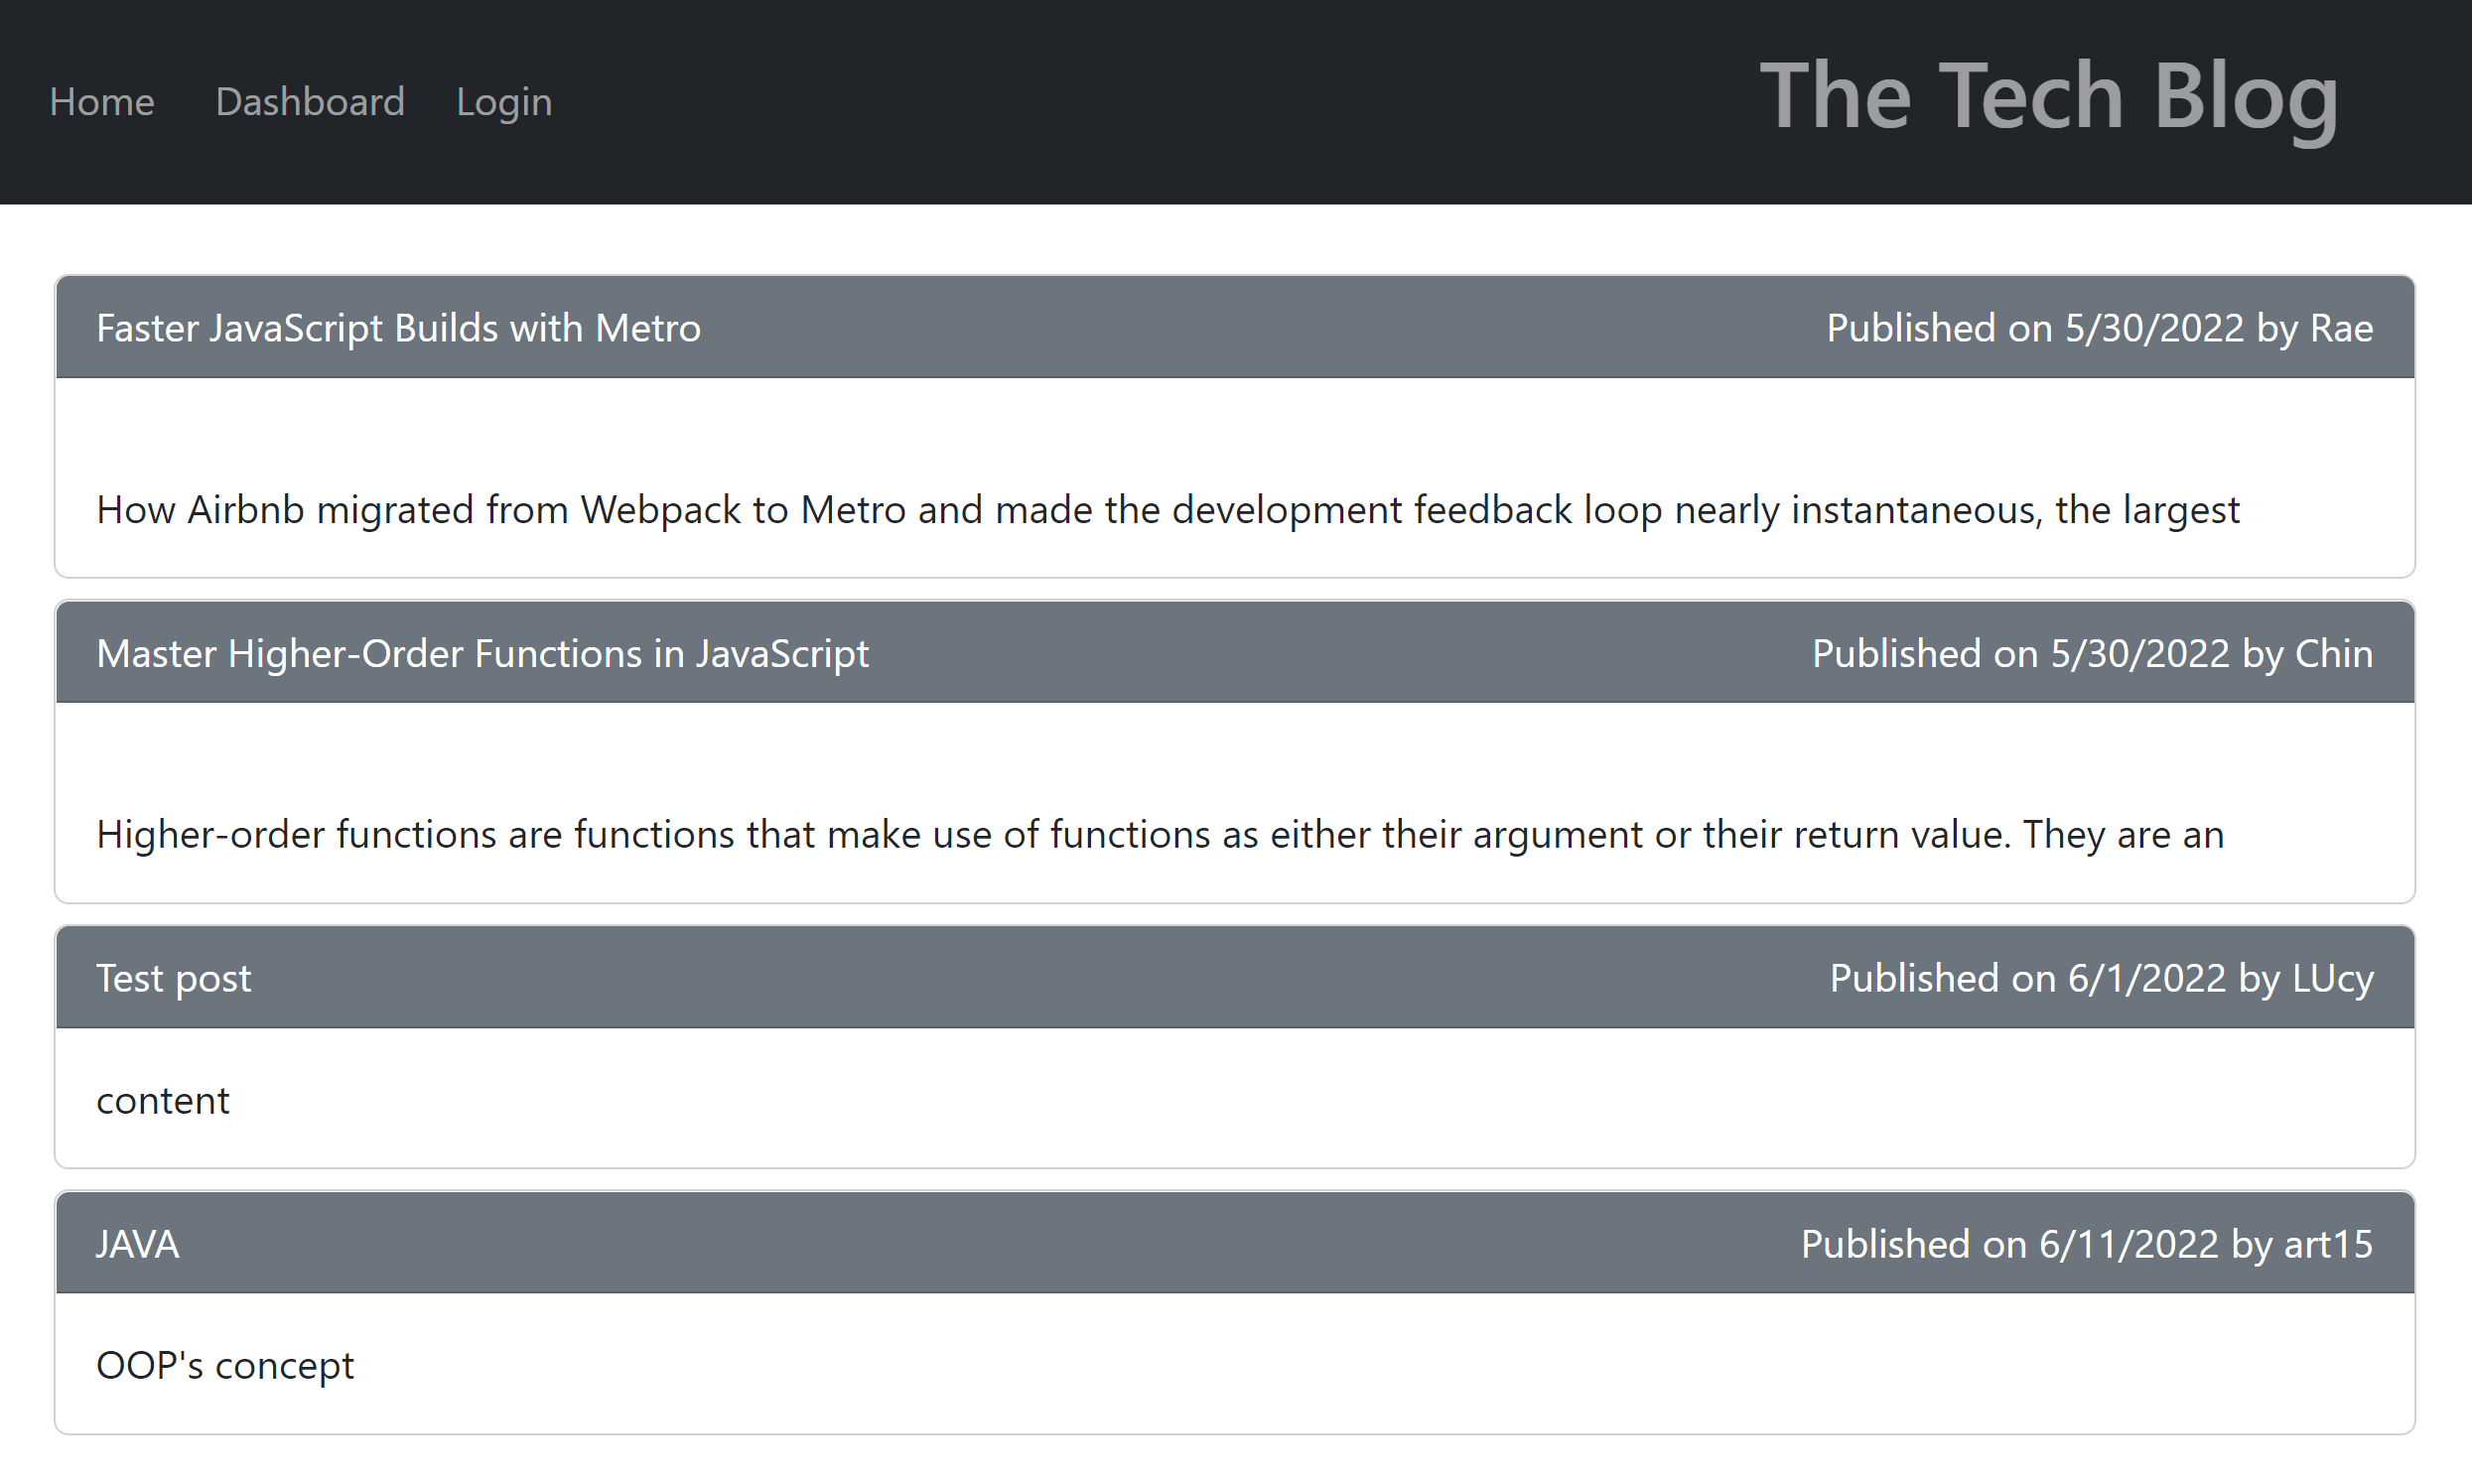 Home Dashboard Login The Tech Blog
Faster JavaScript Builds with Metro Published on 5/30/2022 by Rae
How Airbnb migrated from Webpack to Metro and made the development feedback loop nearly instantaneous, the largest
Master Higher-Order Functions in JavaScript Published on 5/30/2022 by Chin
Higher-order functions are functions that make use of functions as either their argument or their return value. They are an
Test post Published on 6/1/2022 by LUcy
content
JAVA Published on 6/11/2022 by art15
OOP's concept